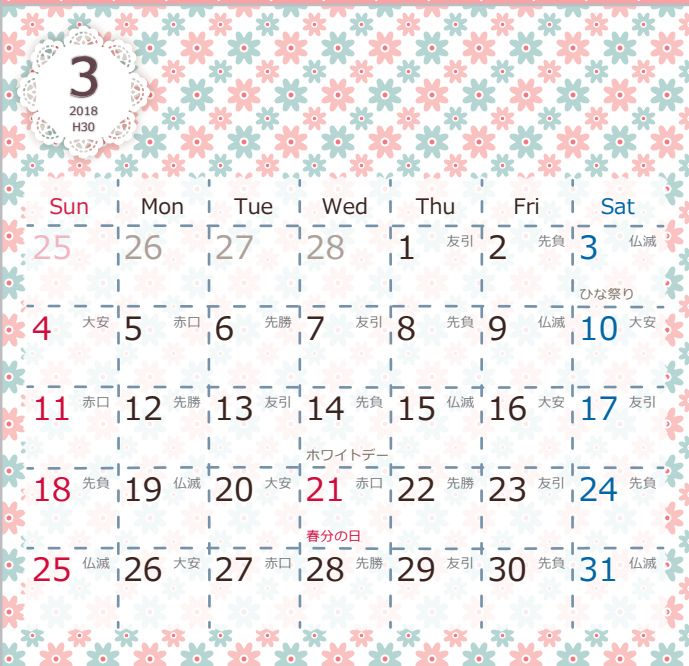 3
2018
H30
Sun Mon Tue Wed Thu Fri Sat
25 26 27 28 1 友引 2 先負 3 仏滅
ひな祭り
4 大安 5 赤口 6 先勝 7 友引 8 先負 9 仏滅 10 大安
11 赤口 12 先勝 13 友引 14 先負 15 仏滅 16 大安 17 友引
ホワイトデー
18 先負 19 仏滅 20 大安 21 赤口 22 先勝 23 友引 24 先負
春分の日
25 仏滅 26 大安 27 赤口 28 先勝 29 友引 30 先負 31 仏滅